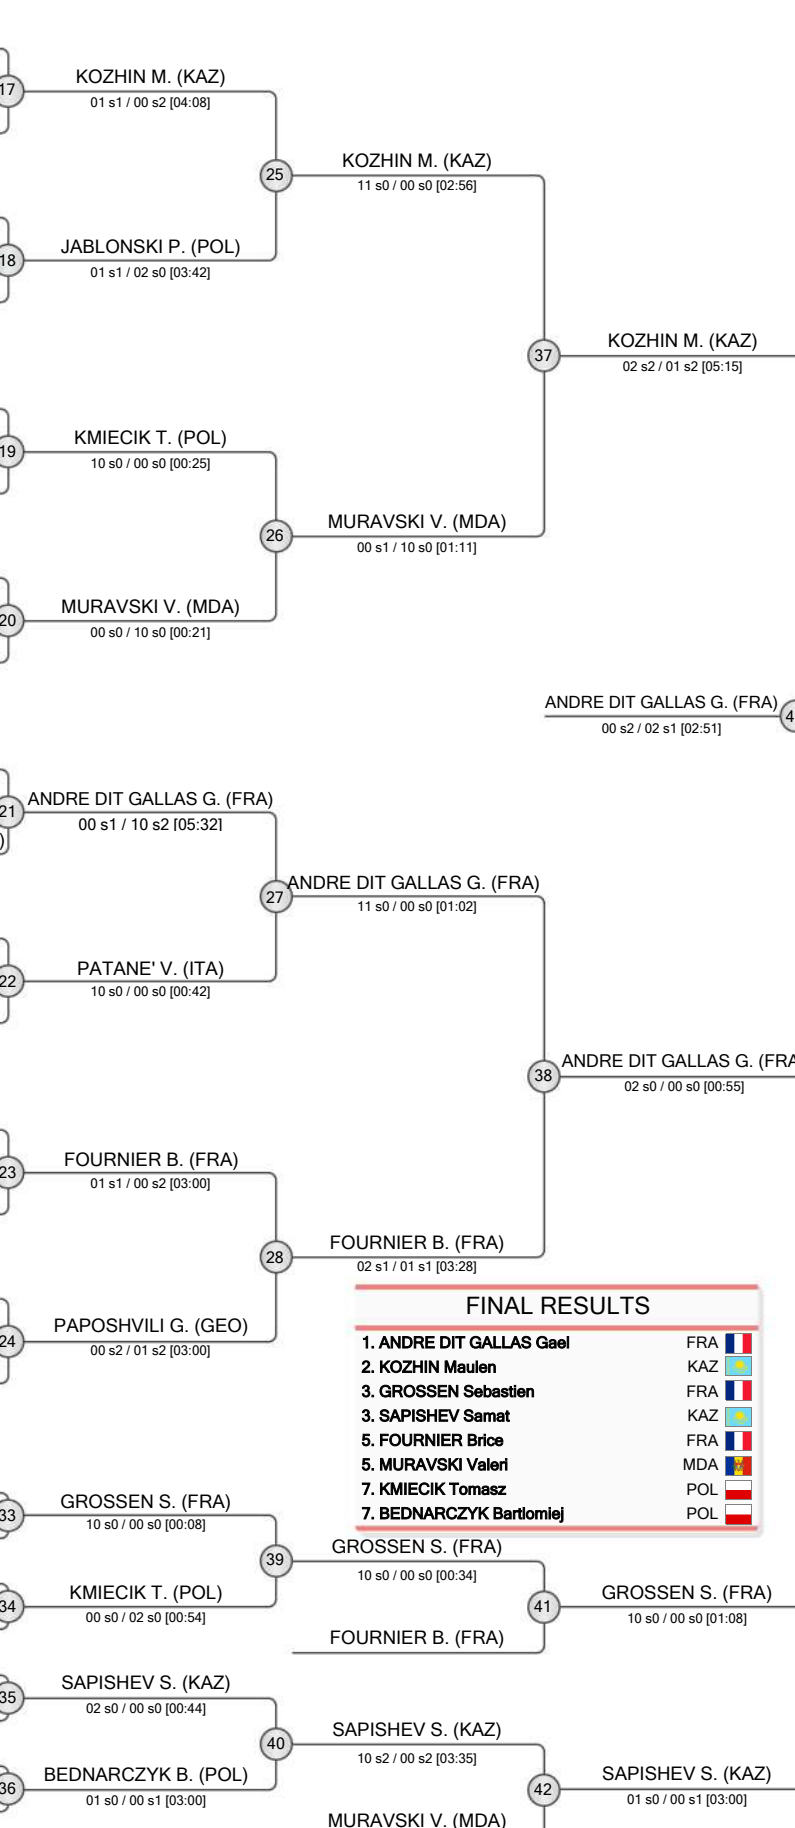 17
KOZHIN M. (KAZ)
01 s1 / 00 s2 [04:08]
25
KOZHIN M. (KAZ)
11 s0 / 00 s0 [02:56]
18
JABLONSKI P. (POL)
01 s1 / 02 s0 [03:42]
37
KOZHIN M. (KAZ)
02 s2 / 01 s2 [05:15]
19
KMIECIK T. (POL)
10 s0 / 00 s0 [00:25]
26
MURAVSKI V. (MDA)
00 s1 / 10 s0 [01:11]
20
MURAVSKI V. (MDA)
00 s0 / 10 s0 [00:21]
ANDRE DIT GALLAS G. (FRA)
4
00 s2 / 02 s1 [02:51]
21
)
ANDRE DIT GALLAS G. (FRA)
00 s1 / 10 s2 [05:32]
27
ANDRE DIT GALLAS G. (FRA)
11 s0 / 00 s0 [01:02]
22
PATANE' V. (ITA)
10 s0 / 00 s0 [00:42]
38
ANDRE DIT GALLAS G. (FRA
02 s0 / 00 s0 [00:55]
23
FOURNIER B. (FRA)
01 s1 / 00 s2 [03:00]
28
FOURNIER B. (FRA)
02 s1 / 01 s1 [03:28]
24
PAPOSHVILI G. (GEO)
00 s2 / 01 s2 [03:00]
FINAL RESULTS
1. ANDRE DIT GALLAS Gael FRA
2. KOZHIN Maulen KAZ
3. GROSSEN Sebastien FRA
3. SAPISHEV Samat KAZ
5. FOURNIER Brice FRA
5. MURAVSKI Valeri MDA
7. KMIECIK Tomasz POL
7. BEDNARCZYK Bartlomiej POL
33
GROSSEN S. (FRA)
10 s0 / 00 s0 [00:08]
39
GROSSEN S. (FRA)
10 s0 / 00 s0 [00:34]
34
KMIECIK T. (POL)
00 s0 / 02 s0 [00:54]
41
GROSSEN S. (FRA)
10 s0 / 00 s0 [01:08]
FOURNIER B. (FRA)
35
SAPISHEV S. (KAZ)
02 s0 / 00 s0 [00:44]
40
SAPISHEV S. (KAZ)
10 s2 / 00 s2 [03:35]
36
BEDNARCZYK B. (POL)
01 s0 / 00 s1 [03:00]
42
SAPISHEV S. (KAZ)
01 s0 / 00 s1 [03:00]
MURAVSKI V. (MDA)